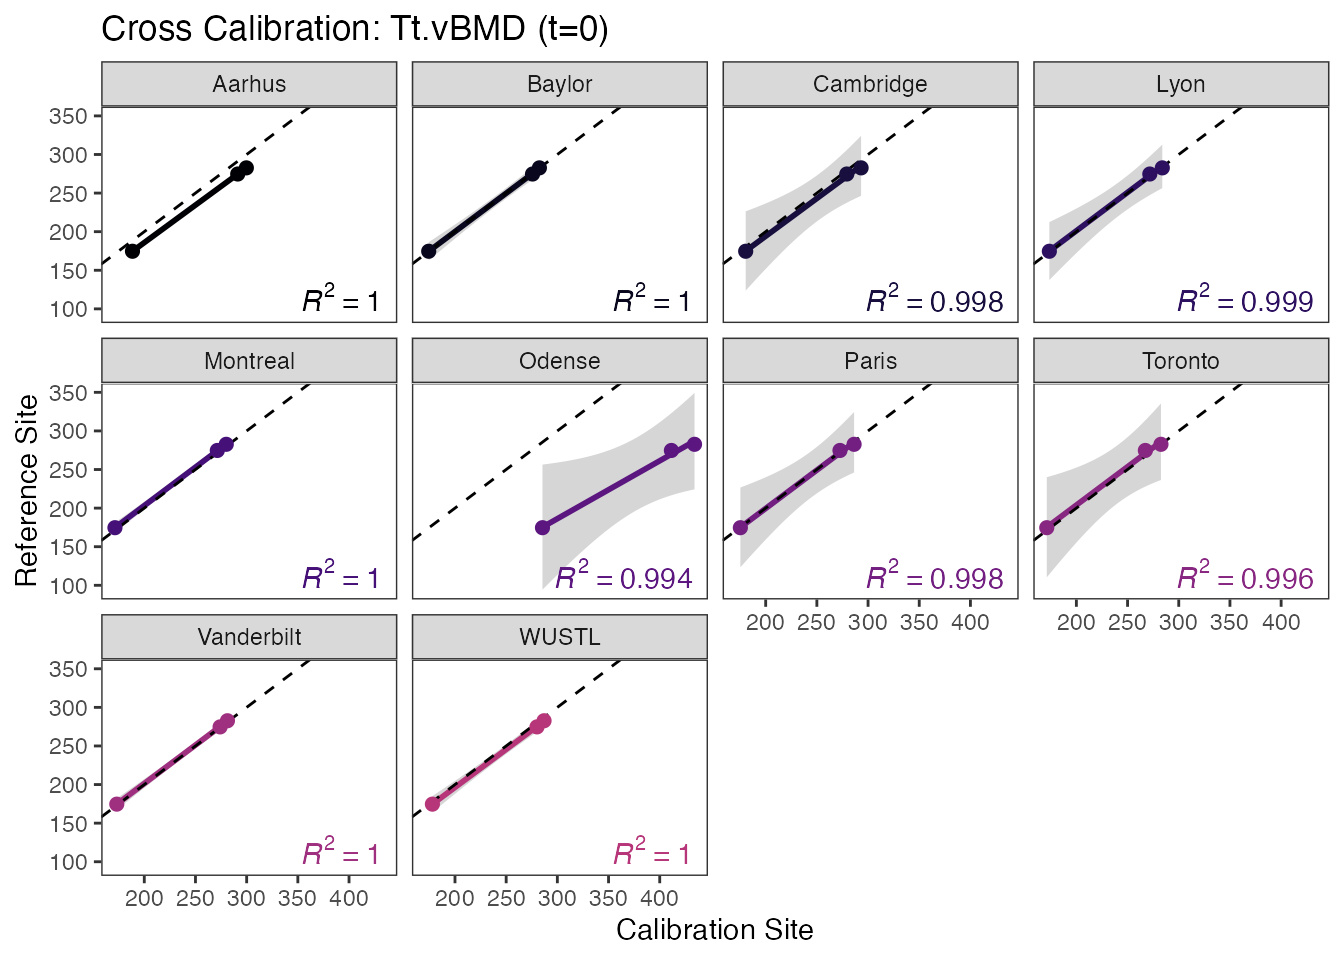 Cross Calibration: Tt.vBMD (t=0)
Aarhus
Baylor
Cambridge
Lyon
350
300
250
200
150
100
R² = 1
R² = 1
R² = 0.998
R² = 0.999
Montreal
Odense
Paris
Toronto
350
300
250
200
150
100
R² = 1
R² = 0.994
R² = 0.998
R² = 0.996
200 250 300 350 400
200 250 300 350 400
Vanderbilt
WUSTL
350
300
250
200
150
100
R² = 1
R² = 1
200 250 300 350 400
200 250 300 350 400
Reference Site
Calibration Site